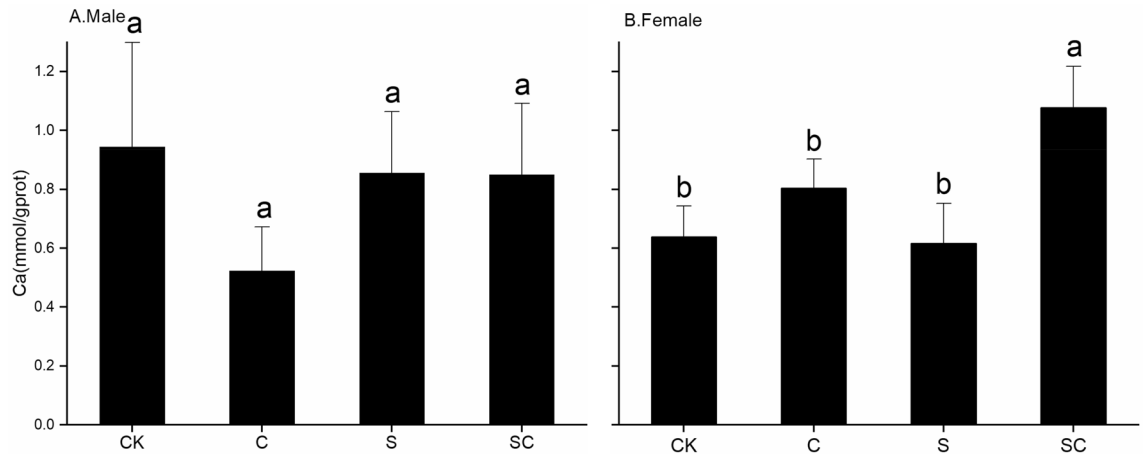 A.Male
B.Female
a
a
a
a
b
b
b
a
Ca(mmol/gprot)
1.2
1.0
0.8
0.6
0.4
0.2
0.0
CK
C
S
SC
CK
C
S
SC